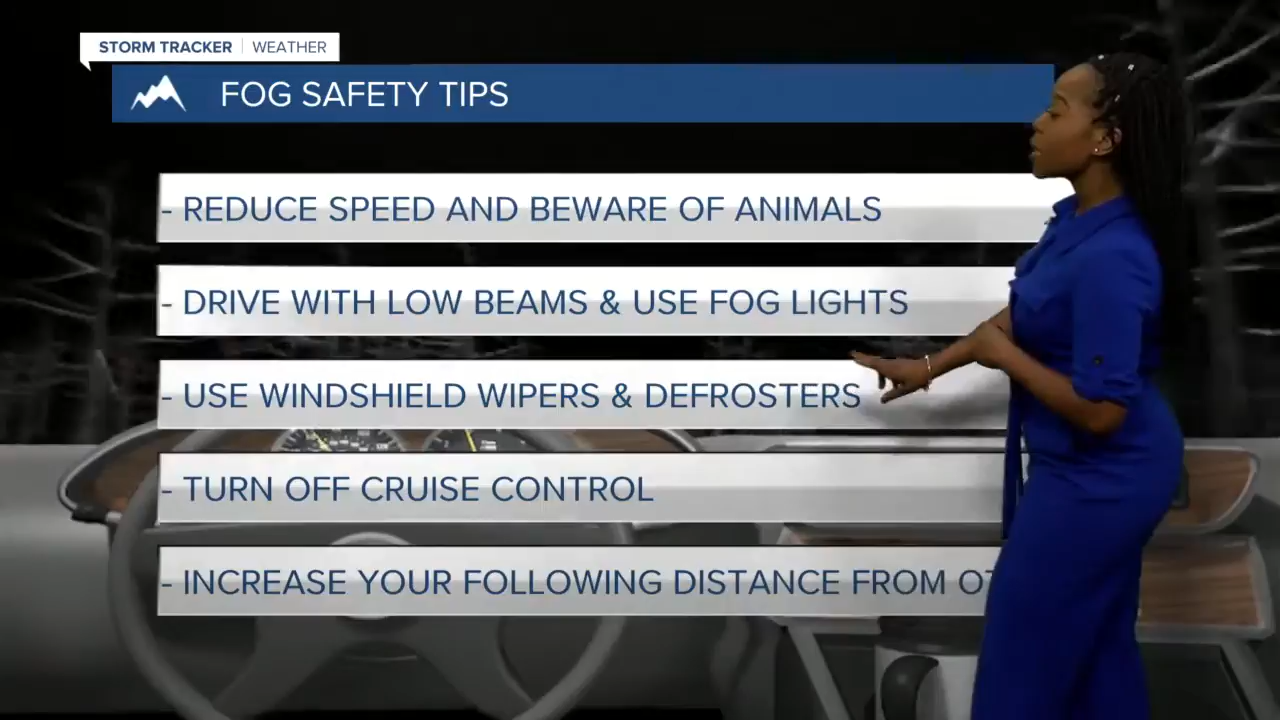 STORM TRACKER | WEATHER
FOG SAFETY TIPS
- REDUCE SPEED AND BEWARE OF ANIMALS
- DRIVE WITH LOW BEAMS & USE FOG LIGHTS
- USE WINDSHIELD WIPERS & DEFROSTERS
- TURN OFF CRUISE CONTROL
- INCREASE YOUR FOLLOWING DISTANCE FROM